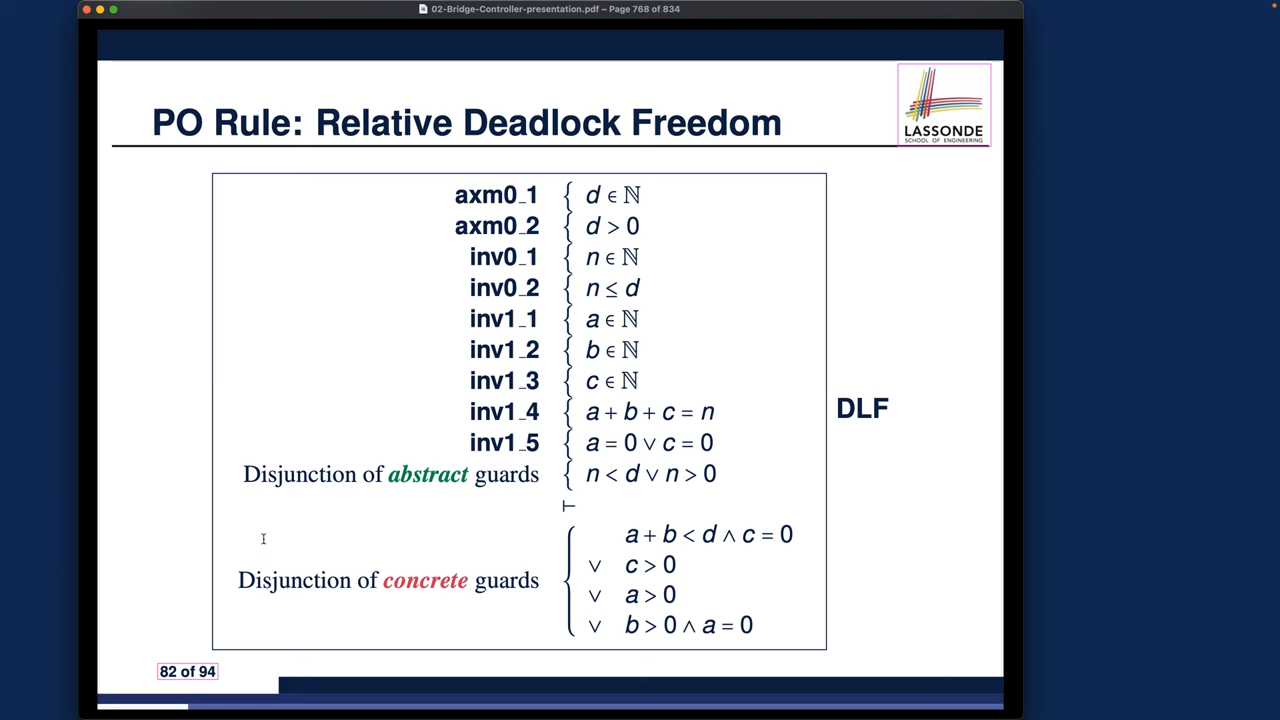 02-Bridge-Controller-presentation.pdf – Page 768 of 834
PO Rule: Relative Deadlock Freedom
LASSONDE
SCHOOL OF ENGINEERING
axm0_1 { d ∈ ℕ
axm0_2 { d > 0
inv0_1 { n ∈ ℕ
inv0_2 { n ≤ d
inv1_1 { a ∈ ℕ
inv1_2 { b ∈ ℕ
inv1_3 { c ∈ ℕ
inv1_4 { a + b + c = n
inv1_5 { a = 0 ∨ c = 0
Disjunction of abstract guards { n < d ∨ n > 0
⊢
a + b < d ∧ c = 0
∨ c > 0
Disjunction of concrete guards {
∨ a > 0
∨ b > 0 ∧ a = 0
DLF
82 of 94